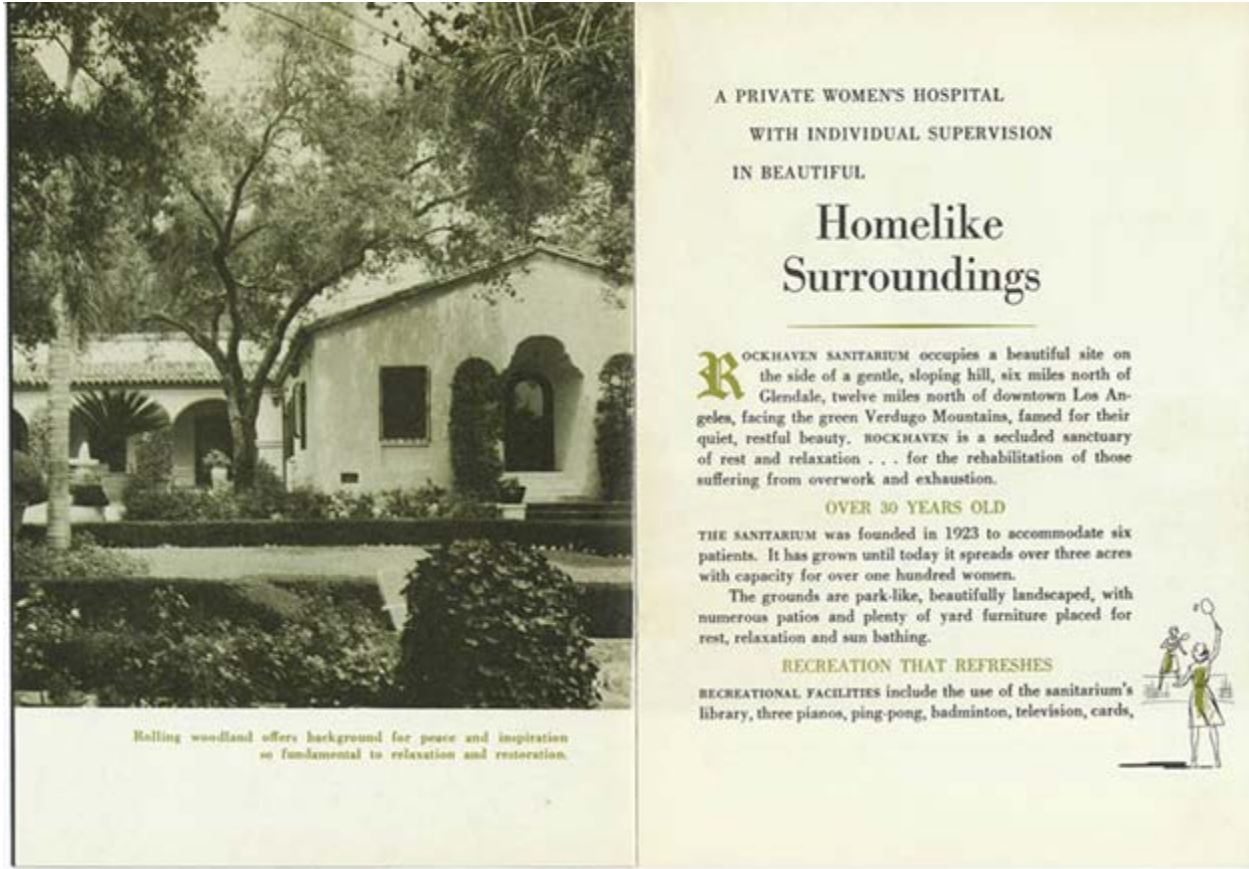 A PRIVATE WOMEN'S HOSPITAL
WITH INDIVIDUAL SUPERVISION
IN BEAUTIFUL
Homelike
Surroundings
ROCKHAVEN SANITARIUM occupies a beautiful site on
the side of a gentle, sloping hill, six miles north of
Glendale, twelve miles north of downtown Los An-
geles, facing the green Verdugo Mountains, famed for their
quiet, restful beauty. ROCKHAVEN is a secluded sanctuary
of rest and relaxation . . . for the rehabilitation of those
suffering from overwork and exhaustion.
OVER 30 YEARS OLD
THE SANITARIUM was founded in 1923 to accommodate six
patients. It has grown until today it spreads over three acres
with capacity for over one hundred women.
The grounds are park-like, beautifully landscaped, with
numerous patios and plenty of yard furniture placed for
rest, relaxation and sun bathing.
RECREATION THAT REFRESHES
RECREATIONAL FACILITIES include the use of the sanitarium's
library, three pianos, ping-pong, badminton, television, cards,
Rolling woodland offers background for peace and inspiration
so fundamental to relaxation and restoration.